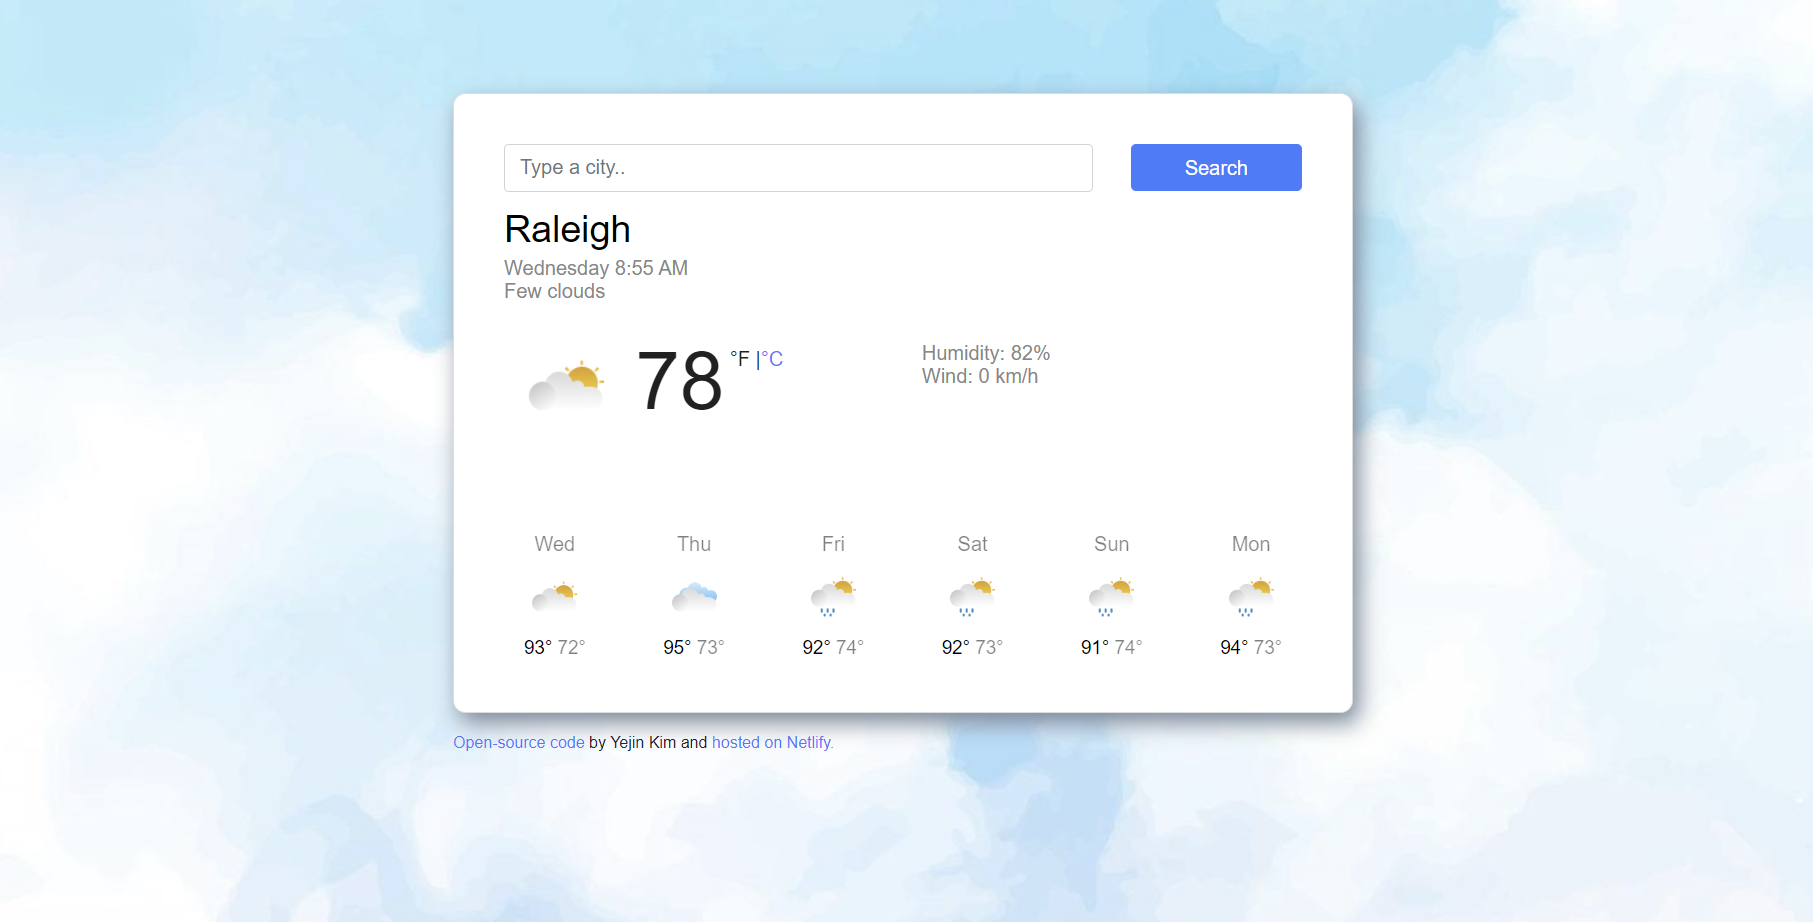 Type a city..
Search
Raleigh
Wednesday 8:55 AM
Few clouds
78 °F |°C
Humidity: 82%
Wind: 0 km/h
Wed Thu Fri Sat Sun Mon
93° 72° 95° 73° 92° 74° 92° 73° 91° 74° 94° 73°
Open-source code by Yejin Kim and hosted on Netlify.